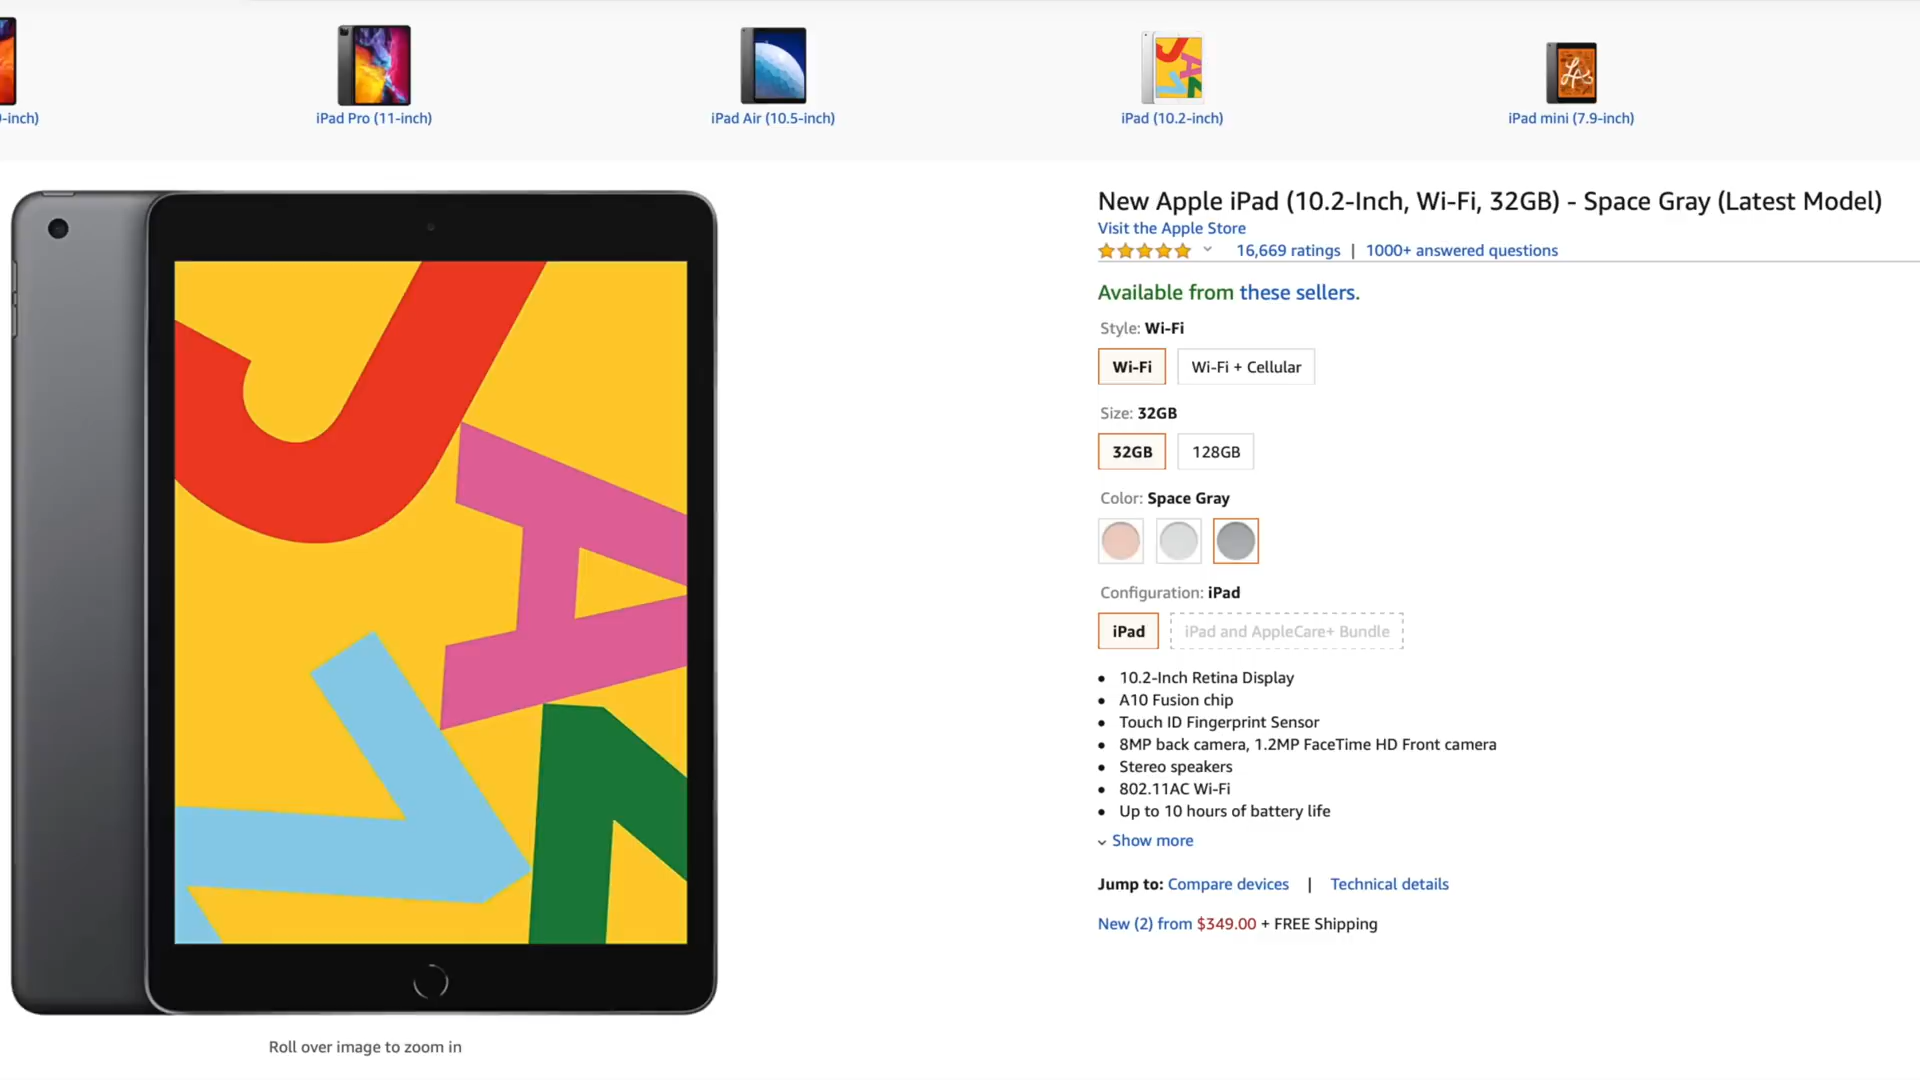 -inch)
iPad Pro (11-inch)
iPad Air (10.5-inch)
iPad (10.2-inch)
iPad mini (7.9-inch)
New Apple iPad (10.2-Inch, Wi-Fi, 32GB) - Space Gray (Latest Model)
Visit the Apple Store
16,669 ratings | 1000+ answered questions
Available from these sellers.
Style: Wi-Fi
Wi-Fi
Wi-Fi + Cellular
Size: 32GB
32GB
128GB
Color: Space Gray
Configuration: iPad
iPad
iPad and AppleCare+ Bundle
• 10.2-Inch Retina Display
• A10 Fusion chip
• Touch ID Fingerprint Sensor
• 8MP back camera, 1.2MP FaceTime HD Front camera
• Stereo speakers
• 802.11AC Wi-Fi
• Up to 10 hours of battery life
Show more
Jump to: Compare devices | Technical details
New (2) from $349.00 + FREE Shipping
Roll over image to zoom in